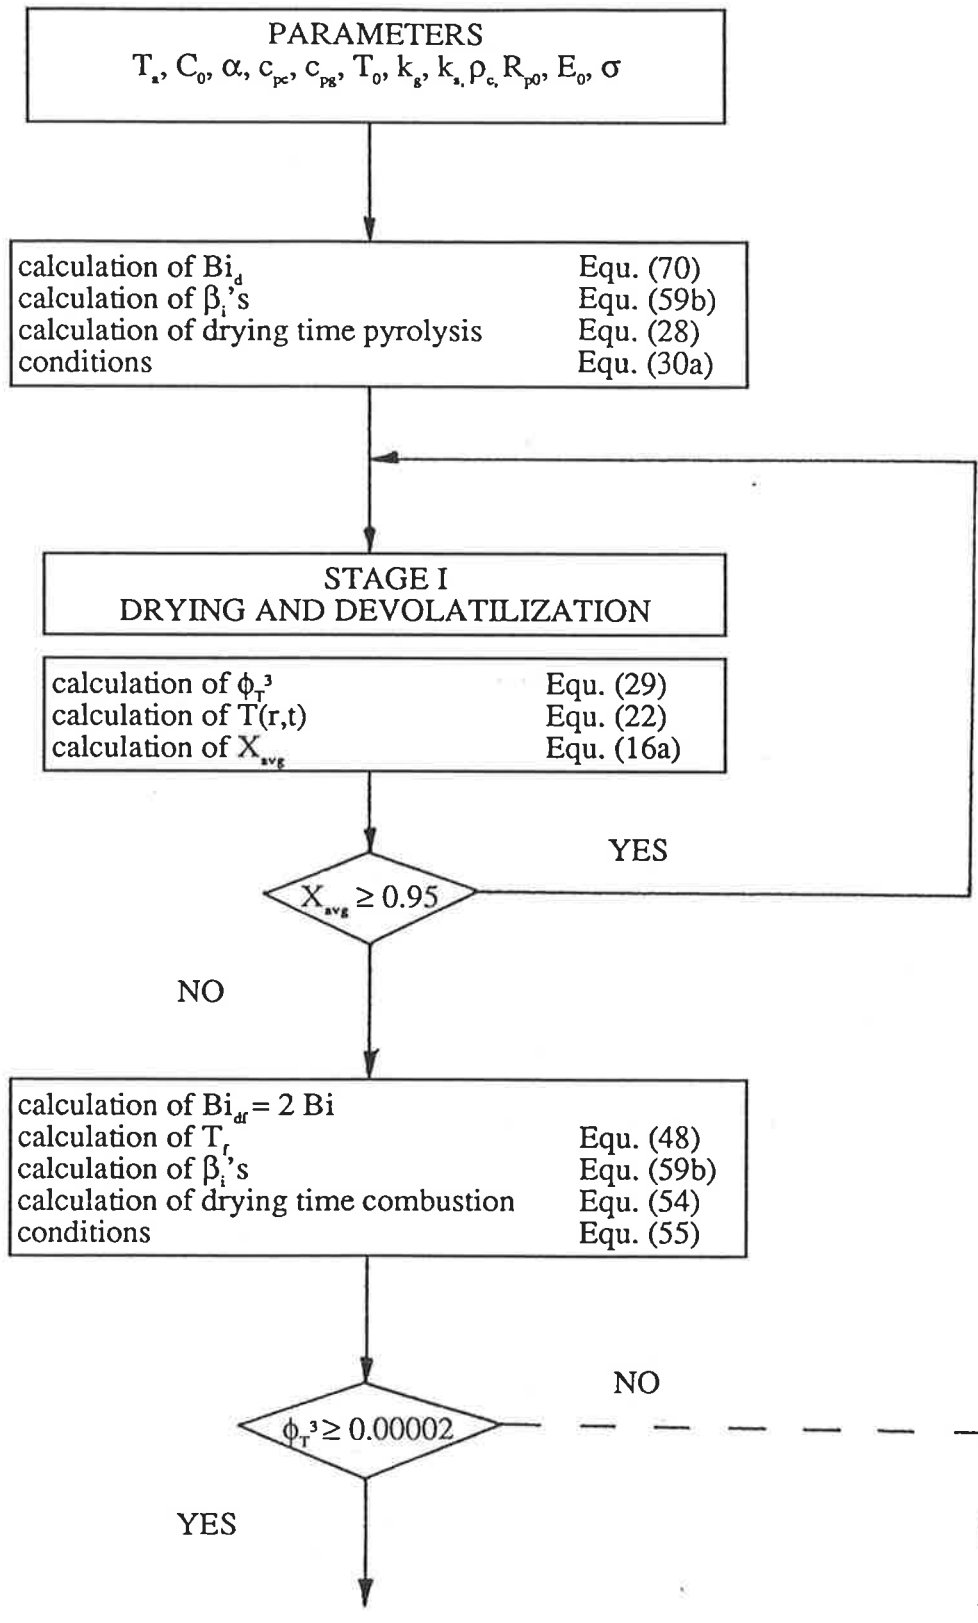 PARAMETERS
Tₐ, C₀, α, c_pc, c_pg, T₀, k_g, k_s, ρ_c, R_p0, E₀, σ
calculation of Bi_d Equ. (70)
calculation of βᵢ's Equ. (59b)
calculation of drying time pyrolysis Equ. (28)
conditions Equ. (30a)
STAGE I
DRYING AND DEVOLATILIZATION
calculation of ϕ_T³ Equ. (29)
calculation of T(r,t) Equ. (22)
calculation of X_avg Equ. (16a)
YES
X_avg ≥ 0.95
NO
calculation of Bi_df = 2 Bi
calculation of T_f Equ. (48)
calculation of βᵢ's Equ. (59b)
calculation of drying time combustion Equ. (54)
conditions Equ. (55)
NO
ϕ_T³ ≥ 0.00002
YES